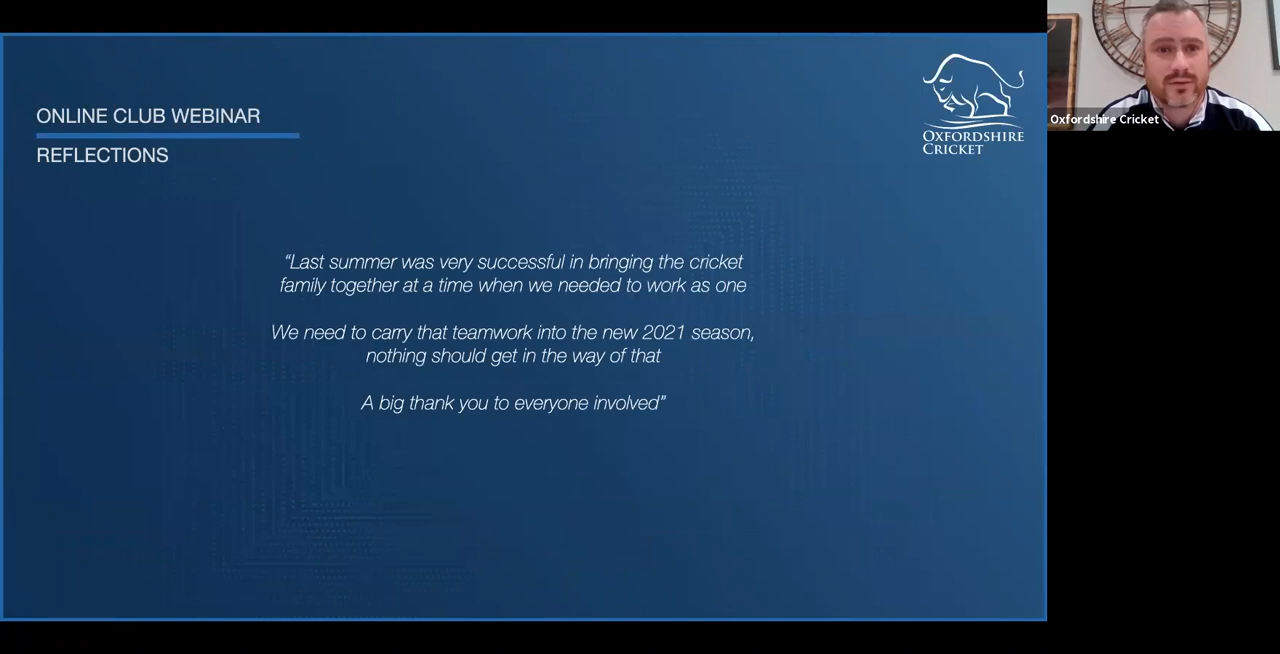 ONLINE CLUB WEBINAR
REFLECTIONS
OXFORDSHIRE
CRICKET
Oxfordshire Cricket
“Last summer was very successful in bringing the cricket
family together at a time when we needed to work as one
We need to carry that teamwork into the new 2021 season,
nothing should get in the way of that
A big thank you to everyone involved”